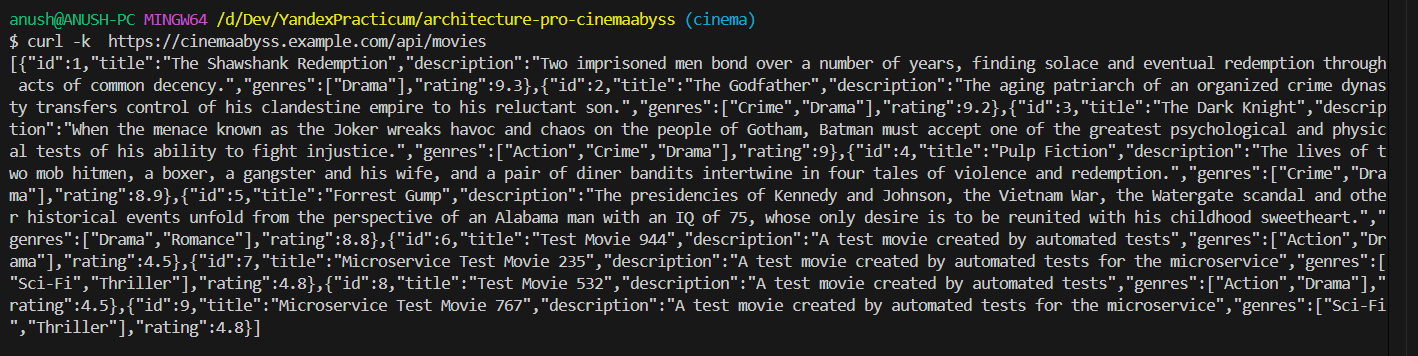 anush@ANUSH-PC MINGW64 /d/Dev/YandexPracticum/architecture-pro-cinemaabyss (cinema)
$ curl -k  https://cinemaabyss.example.com/api/movies
[{"id":1,"title":"The Shawshank Redemption","description":"Two imprisoned men bond over a number of years, finding solace and eventual redemption through
 acts of common decency.","genres":["Drama"],"rating":9.3},{"id":2,"title":"The Godfather","description":"The aging patriarch of an organized crime dynas
ty transfers control of his clandestine empire to his reluctant son.","genres":["Crime","Drama"],"rating":9.2},{"id":3,"title":"The Dark Knight","descrip
tion":"When the menace known as the Joker wreaks havoc and chaos on the people of Gotham, Batman must accept one of the greatest psychological and physic
al tests of his ability to fight injustice.","genres":["Action","Crime","Drama"],"rating":9},{"id":4,"title":"Pulp Fiction","description":"The lives of t
wo mob hitmen, a boxer, a gangster and his wife, and a pair of diner bandits intertwine in four tales of violence and redemption.","genres":["Crime","Dra
ma"],"rating":8.9},{"id":5,"title":"Forrest Gump","description":"The presidencies of Kennedy and Johnson, the Vietnam War, the Watergate scandal and othe
r historical events unfold from the perspective of an Alabama man with an IQ of 75, whose only desire is to be reunited with his childhood sweetheart.","
genres":["Drama","Romance"],"rating":8.8},{"id":6,"title":"Test Movie 944","description":"A test movie created by automated tests","genres":["Action","Dr
ama"],"rating":4.5},{"id":7,"title":"Microservice Test Movie 235","description":"A test movie created by automated tests for the microservice","genres":[
"Sci-Fi","Thriller"],"rating":4.8},{"id":8,"title":"Test Movie 532","description":"A test movie created by automated tests","genres":["Action","Drama"],"
rating":4.5},{"id":9,"title":"Microservice Test Movie 767","description":"A test movie created by automated tests for the microservice","genres":["Sci-Fi
","Thriller"],"rating":4.8}]